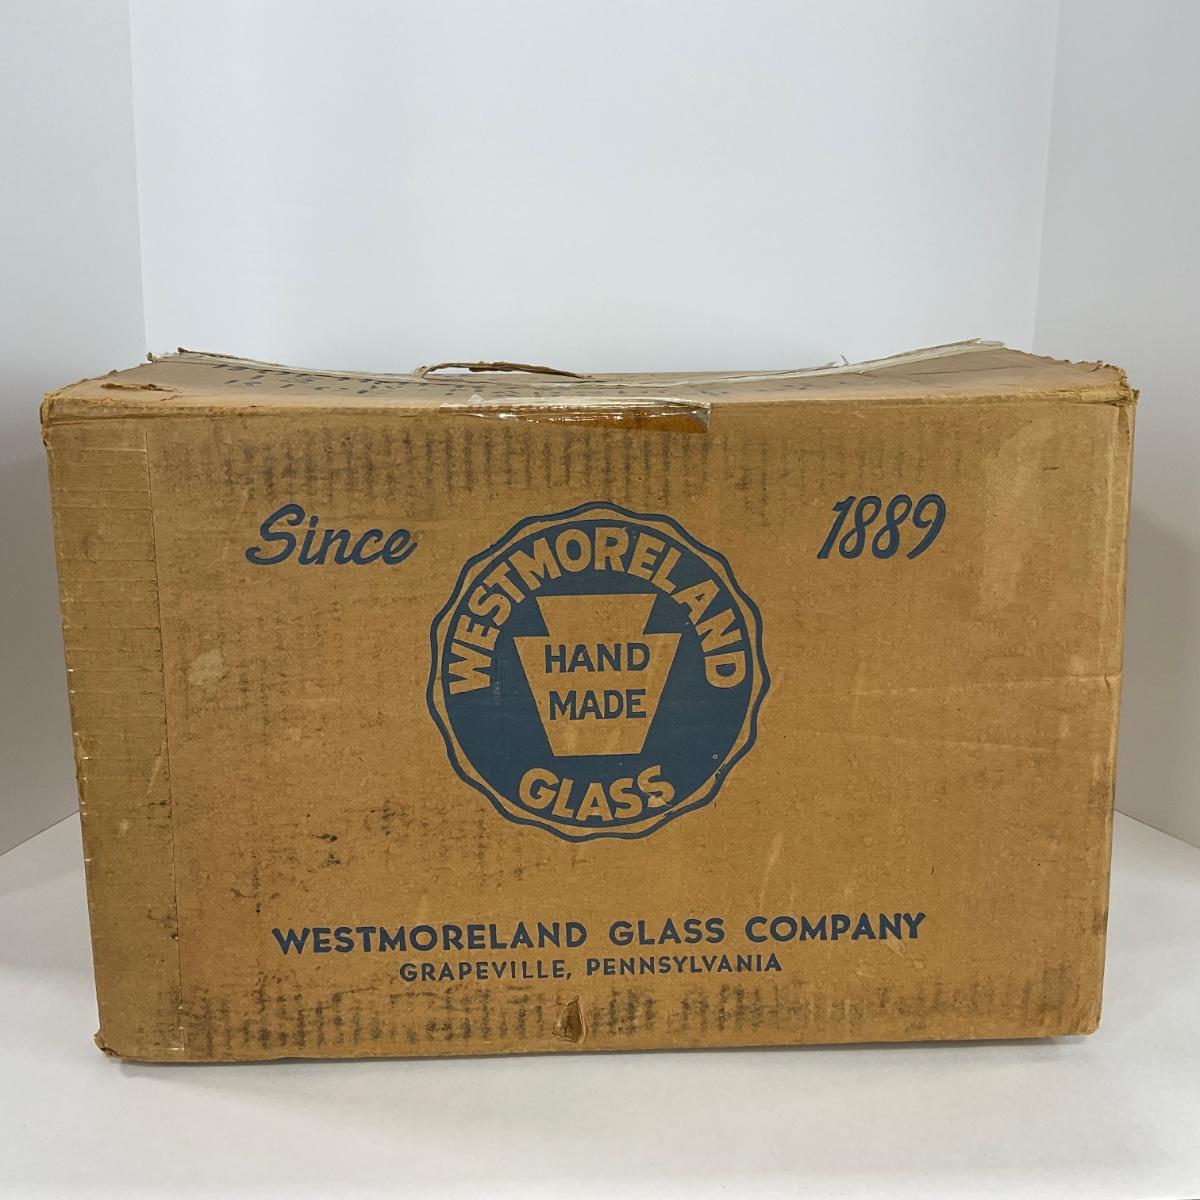 Since 1889
WESTMORELAND
HAND
MADE
GLASS
WESTMORELAND GLASS COMPANY
GRAPEVILLE, PENNSYLVANIA